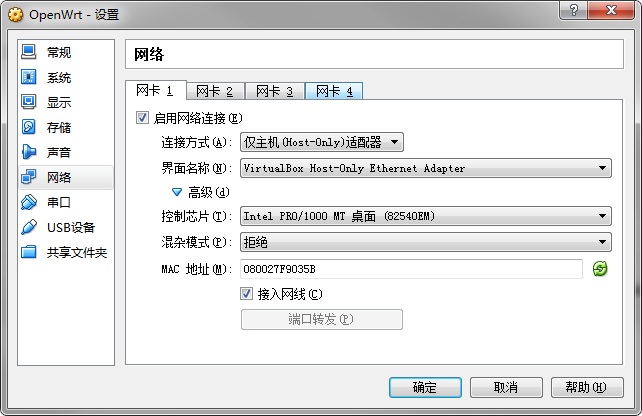 OpenWrt - 设置
常规
系统
显示
存储
声音
网络
串口
USB设备
共享文件夹
网络
网卡 1 网卡 2 网卡 3 网卡 4
启用网络连接(E)
连接方式(A): 仅主机(Host-Only)适配器
界面名称(N): VirtualBox Host-Only Ethernet Adapter
高级(d)
控制芯片(T): Intel PRO/1000 MT 桌面 (82540EM)
混杂模式(P): 拒绝
MAC 地址(M): 080027F9035B
接入网线(C)
端口转发(P)
确定 取消 帮助(H)